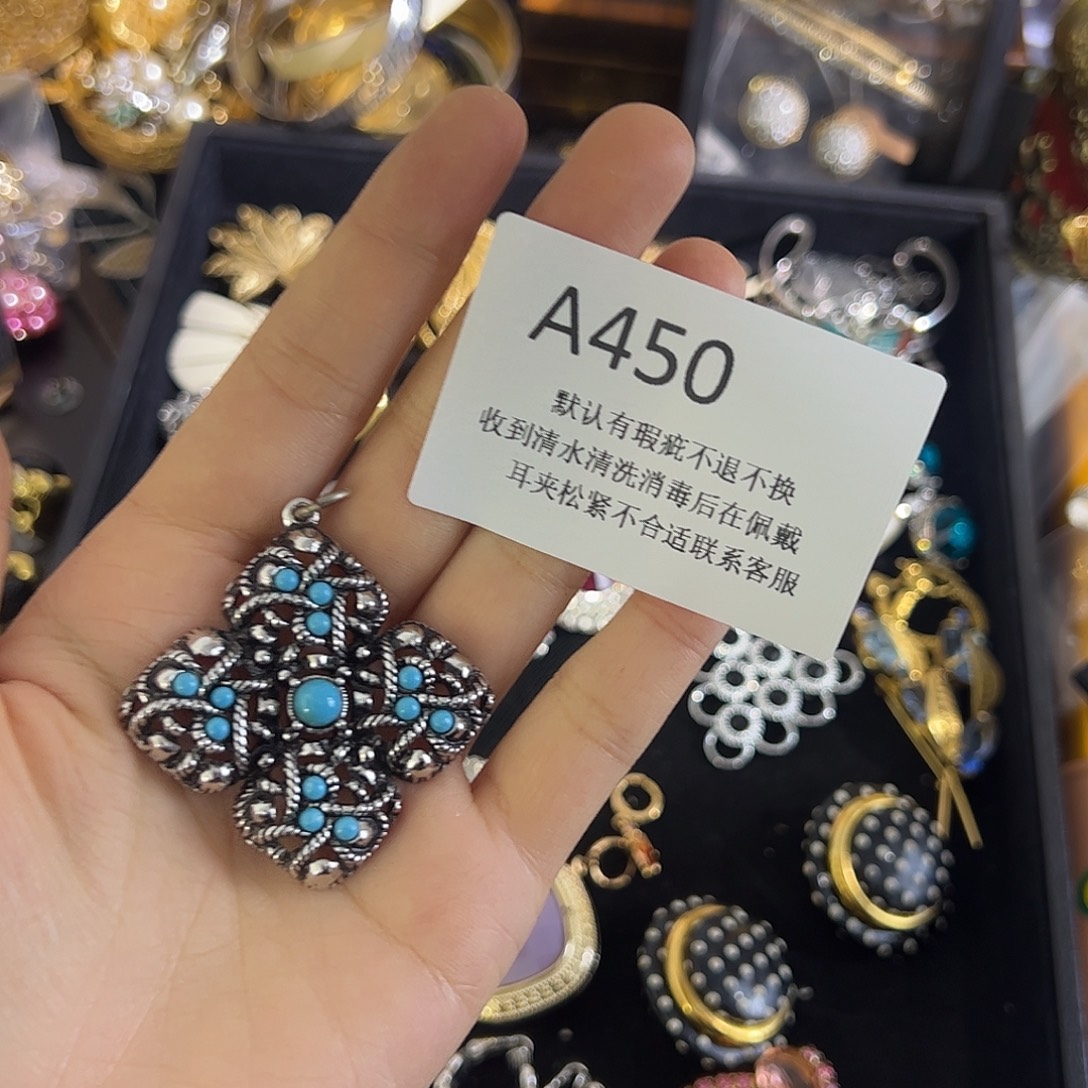 A450
默认有瑕疵不退不换
收到清水清洗消毒后在佩戴
耳夹松紧不合适联系客服